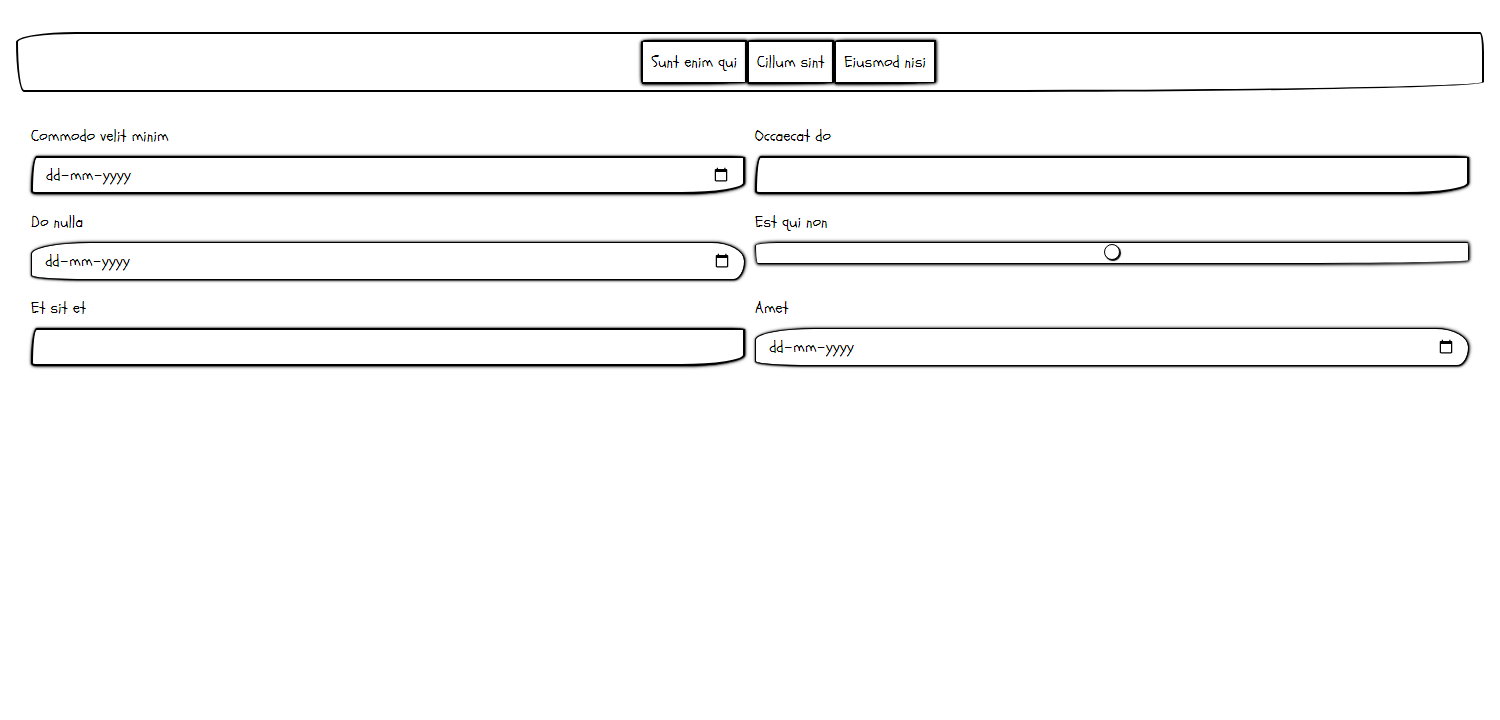 Sunt enim qui Cillum sint Eiusmod nisi
Commodo velit minim Occaecat do
dd-mm-yyyy
Do nulla Est qui non
dd-mm-yyyy
Et sit et Amet
dd-mm-yyyy